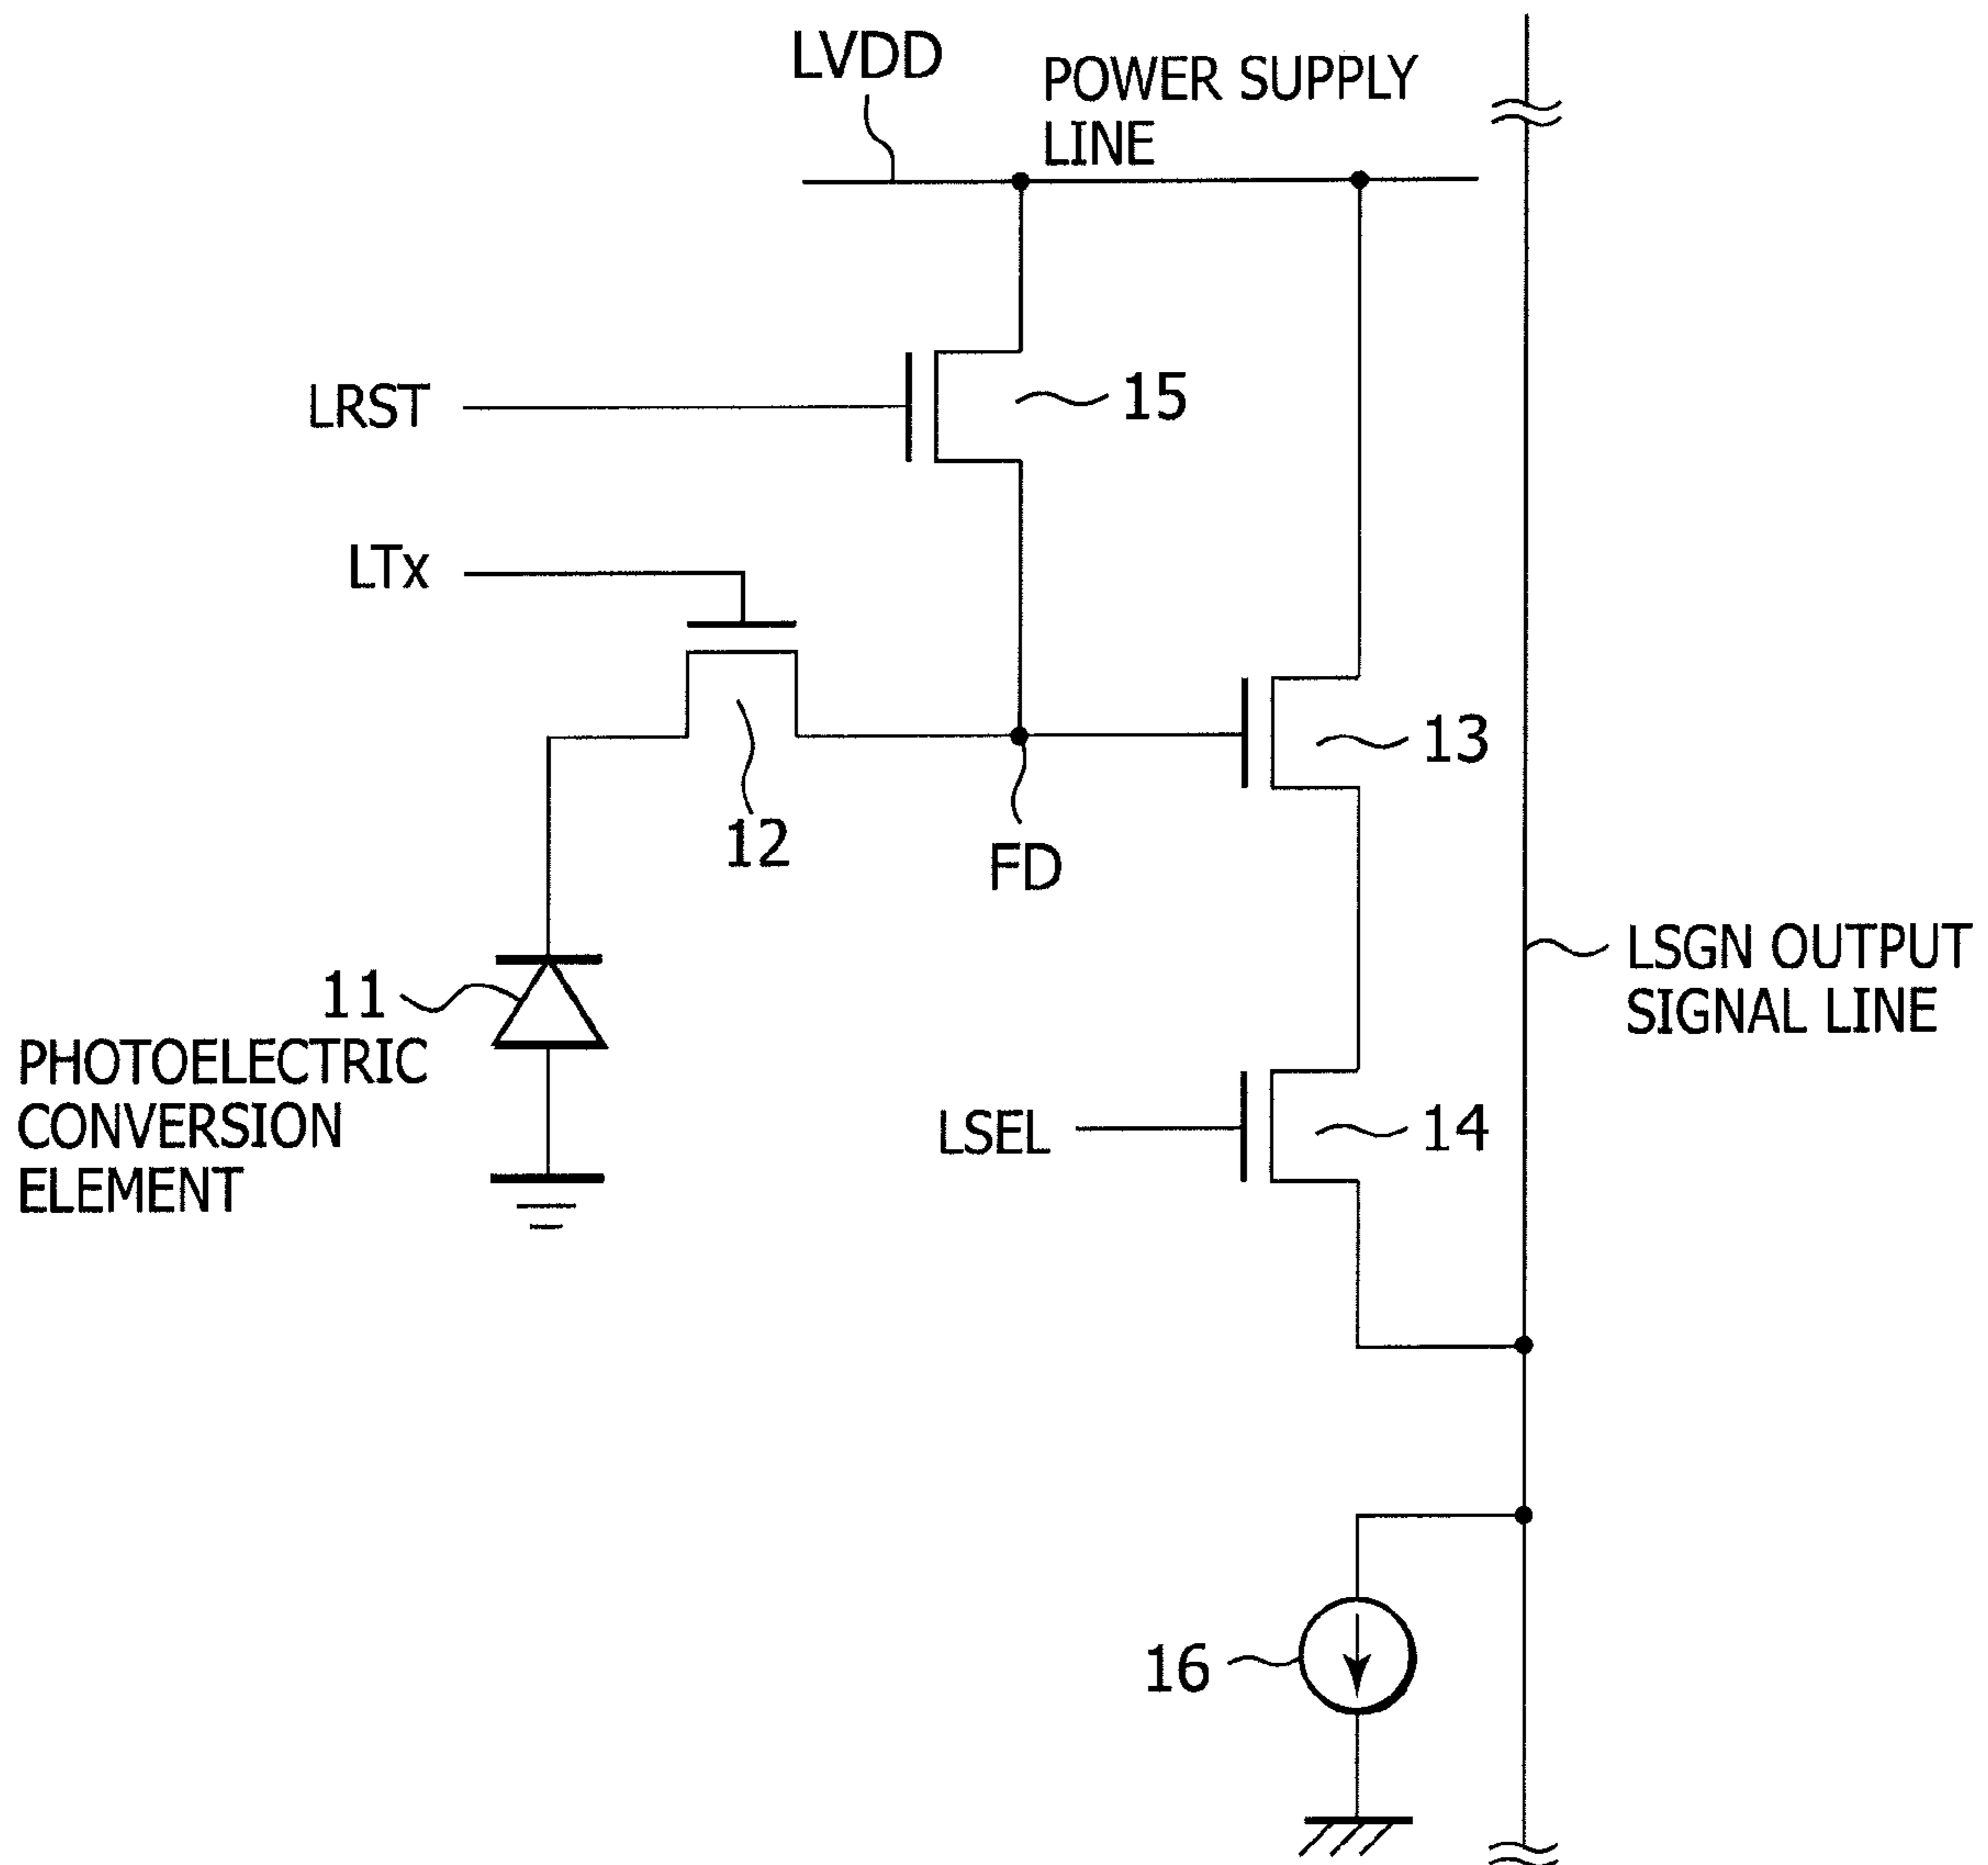 LVDD
POWER SUPPLY
LINE
LRST
15
LTx
12
FD
13
11
PHOTOELECTRIC
CONVERSION
ELEMENT
LSGN OUTPUT
SIGNAL LINE
LSEL
14
16